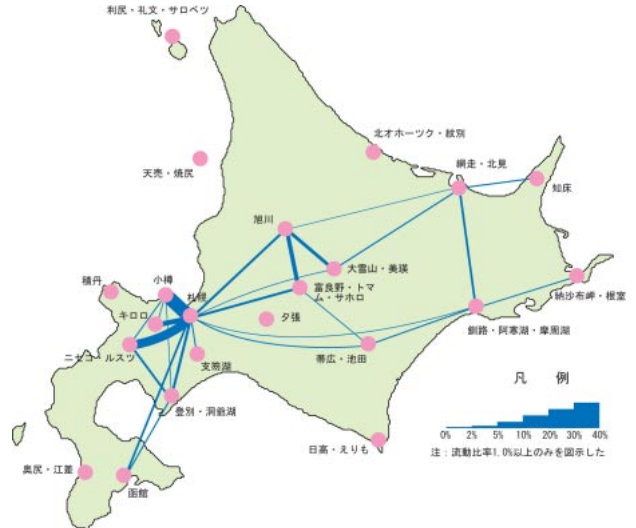 利尻・礼文・サロベツ
北オホーツク・紋別
網走・北見
天売・焼尻
知床
旭川
大雪山・美瑛
小樽
積丹
札幌
富良野・トマ
ム・サホロ
納沙布岬・根室
キロロ
夕張
釧路・阿寒湖・摩周湖
ニセコ・ルスツ
支笏湖
帯広・池田
凡 例
登別・洞爺湖
0% 2% 5% 10% 20% 30% 40%
日高・えりも
注：流動比率1.0%以上のみを図示した
奥尻・江差
函館